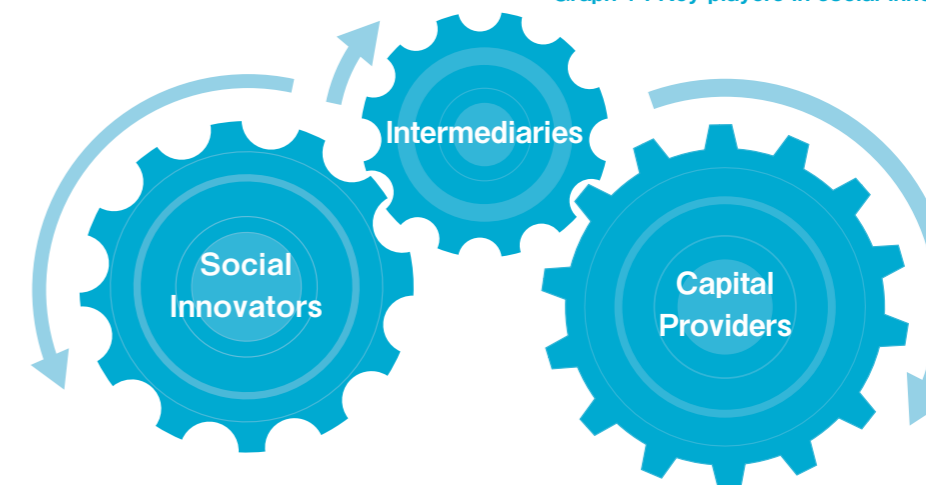 Intermediaries
Social
Innovators
Capital
Providers